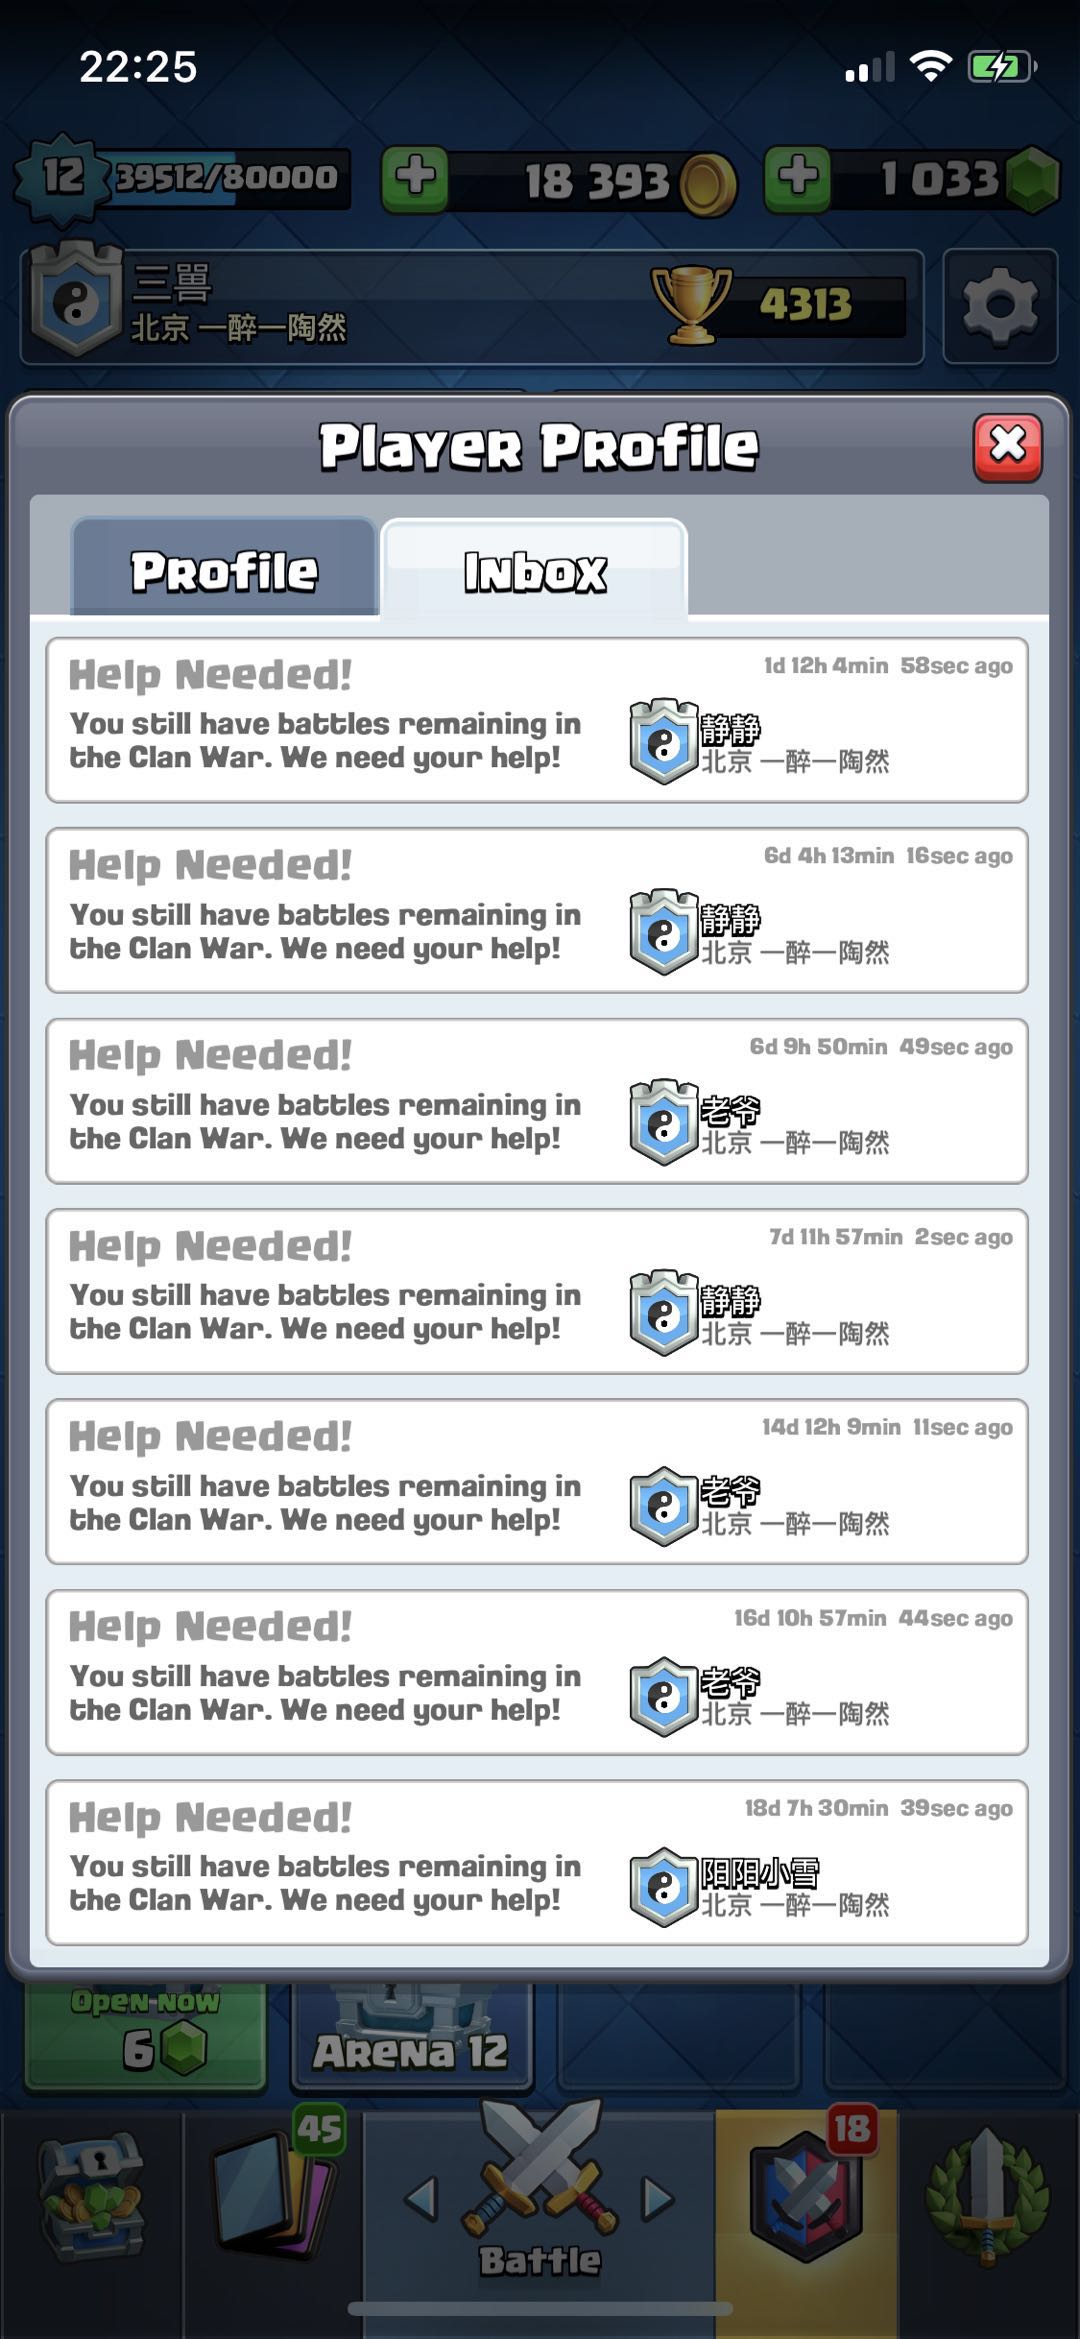 22:25
12
39512/80000
18 393
1 033
三噐
北京 一醉一陶然
4313
Player Profile
Profile
Inbox
Help Needed!
1d 12h 4min 58sec ago
You still have battles remaining in
the Clan War. We need your help!
静静
北京 一醉一陶然
Help Needed!
6d 4h 13min 16sec ago
You still have battles remaining in
the Clan War. We need your help!
静静
北京 一醉一陶然
Help Needed!
6d 9h 50min 49sec ago
You still have battles remaining in
the Clan War. We need your help!
老爷
北京 一醉一陶然
Help Needed!
7d 11h 57min 2sec ago
You still have battles remaining in
the Clan War. We need your help!
静静
北京 一醉一陶然
Help Needed!
14d 12h 9min 11sec ago
You still have battles remaining in
the Clan War. We need your help!
老爷
北京 一醉一陶然
Help Needed!
16d 10h 57min 44sec ago
You still have battles remaining in
the Clan War. We need your help!
老爷
北京 一醉一陶然
Help Needed!
18d 7h 30min 39sec ago
You still have battles remaining in
the Clan War. We need your help!
阳阳小雪
北京 一醉一陶然
Open now
6
Arena 12
45
18
Battle